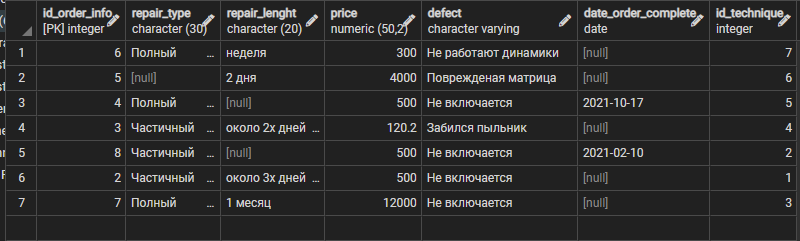 id_order_info repair_type repair_lenght price defect date_order_complete id_technique
[PK] integer character (30) character (20) numeric (50,2) character varying date integer
1 6 Полный ... неделя 300 Не работают динамики [null] 7
2 5 [null] 2 дня 4000 Поврежденая матрица [null] 6
3 4 Полный ... [null] 500 Не включается 2021-10-17 5
4 3 Частичный ... около 2х дней ... 120.2 Забился пыльник [null] 4
5 8 Частичный ... [null] 500 Не включается 2021-02-10 2
6 2 Частичный ... около 3х дней ... 500 Не включается [null] 1
7 7 Полный ... 1 месяц 12000 Не включается [null] 3